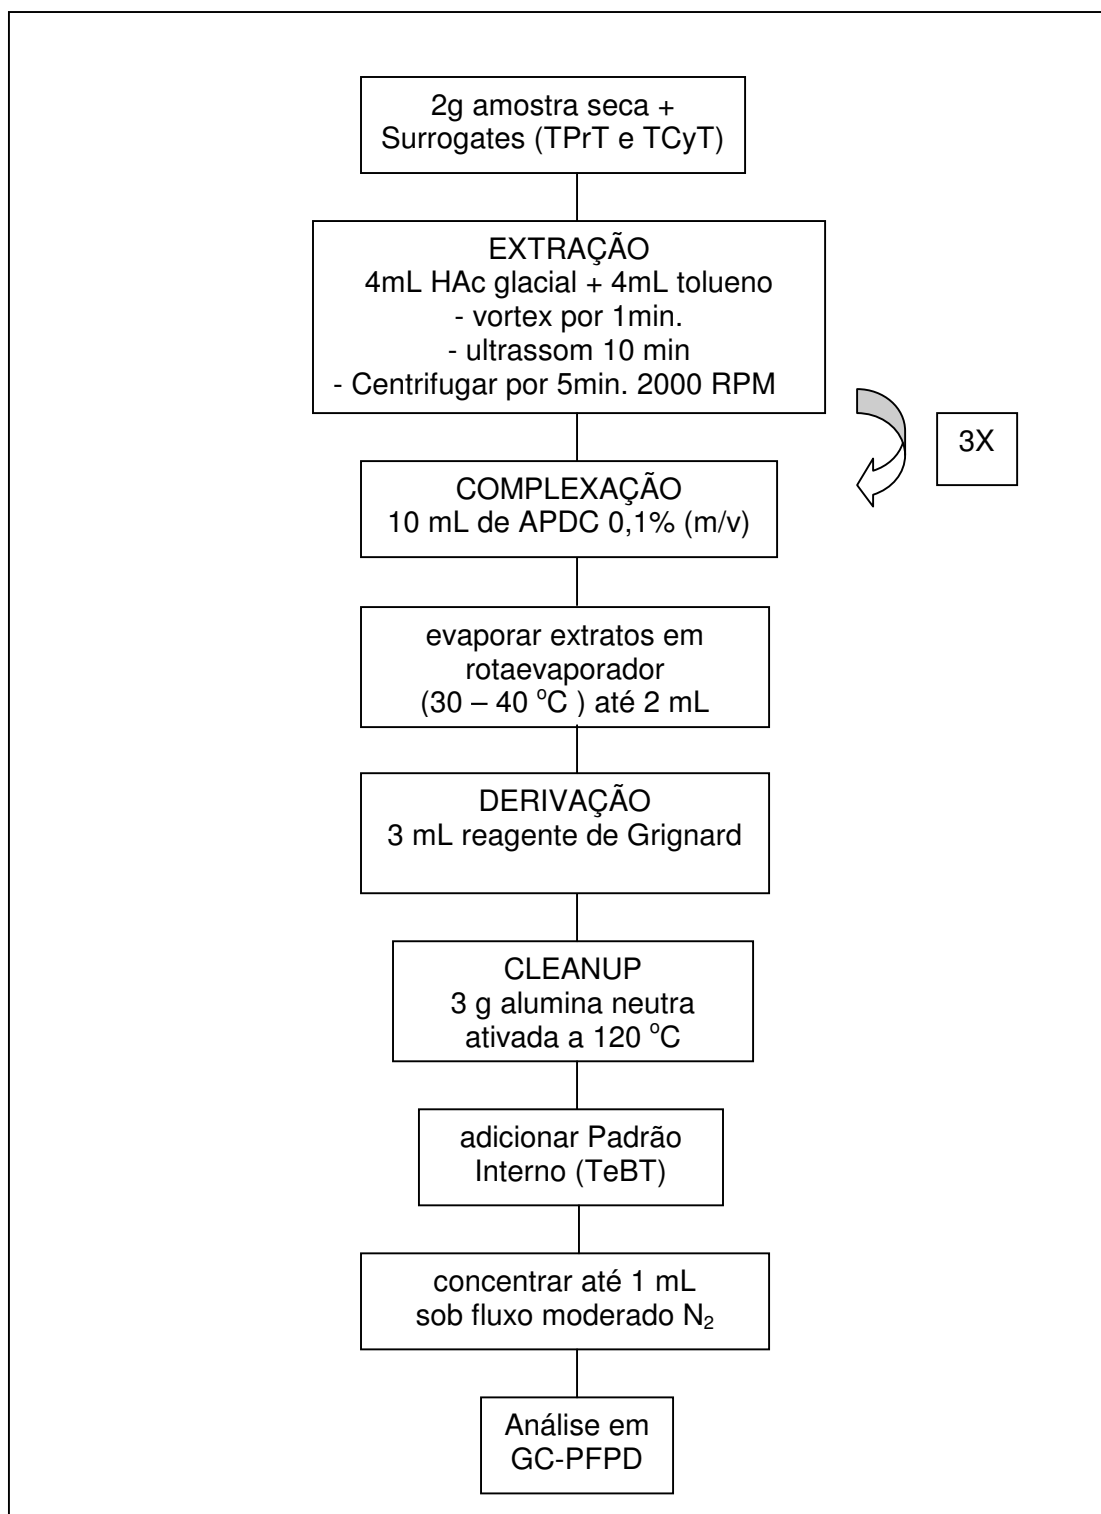 2g amostra seca +
Surrogates (TPrT e TCyT)
EXTRAÇÃO
4mL HAc glacial + 4mL tolueno
- vortex por 1min.
- ultrassom 10 min
- Centrifugar por 5min. 2000 RPM
3X
COMPLEXAÇÃO
10 mL de APDC 0,1% (m/v)
evaporar extratos em
rotaevaporador
(30 – 40 °C ) até 2 mL
DERIVAÇÃO
3 mL reagente de Grignard
CLEANUP
3 g alumina neutra
ativada a 120 °C
adicionar Padrão
Interno (TeBT)
concentrar até 1 mL
sob fluxo moderado N₂
Análise em
GC-PFPD